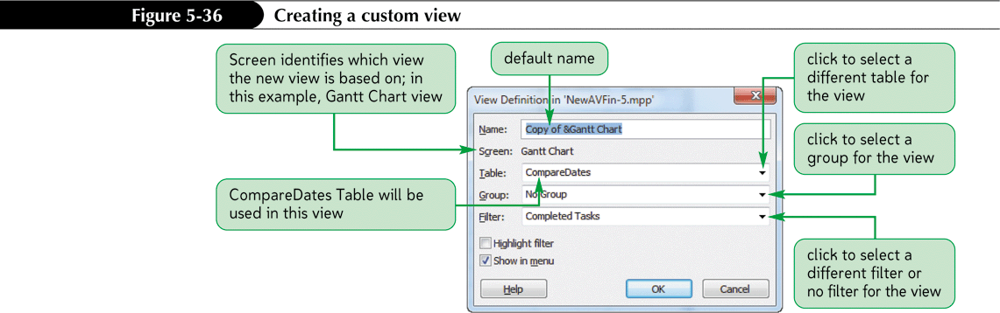 Figure 5-36 Creating a custom view
Screen identifies which view
the new view is based on; in
this example, Gantt Chart view
default name
click to select a
different table for
the view
View Definition in 'NewAVFin-5.mpp'
Name: Copy of &Gantt Chart
Screen: Gantt Chart
Table: CompareDates
Group: No Group
Filter: Completed Tasks
Highlight filter
Show in menu
Help OK Cancel
click to select a
group for the view
CompareDates Table will be
used in this view
click to select a
different filter or
no filter for the view